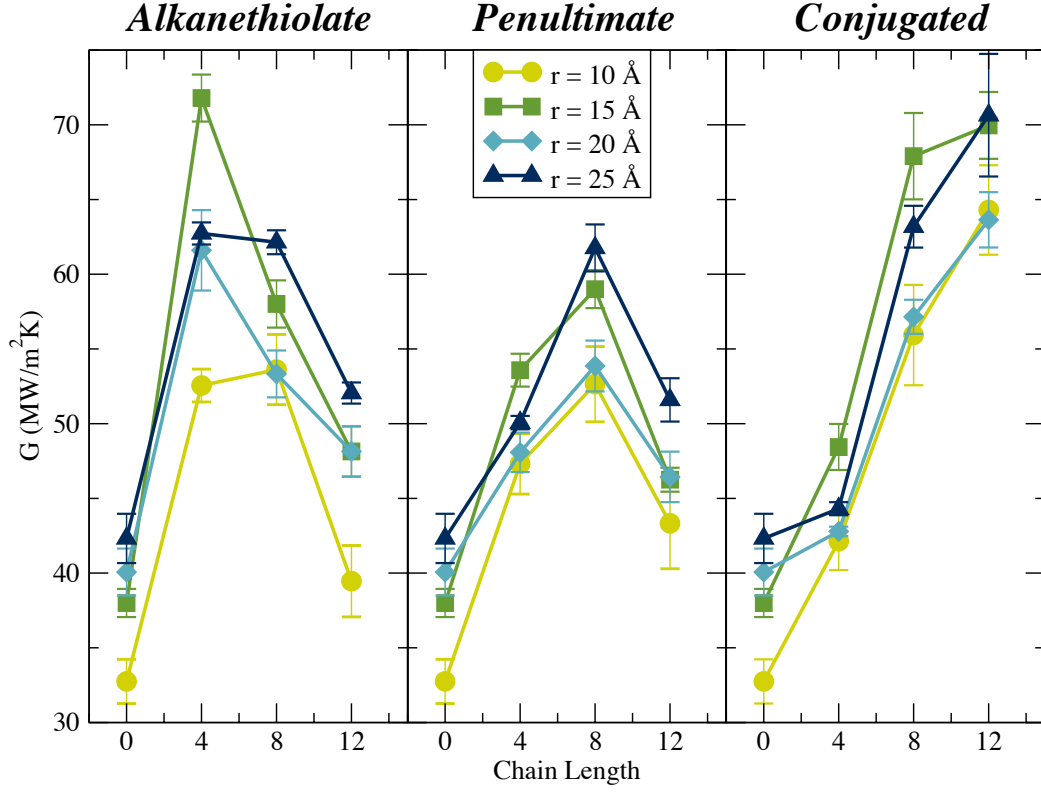 Alkanethiolate
Penultimate
Conjugated
r = 10 Å
r = 15 Å
r = 20 Å
r = 25 Å
G (MW/m²K)
70
60
50
40
30
0 4 8 12
0 4 8 12
0 4 8 12
Chain Length